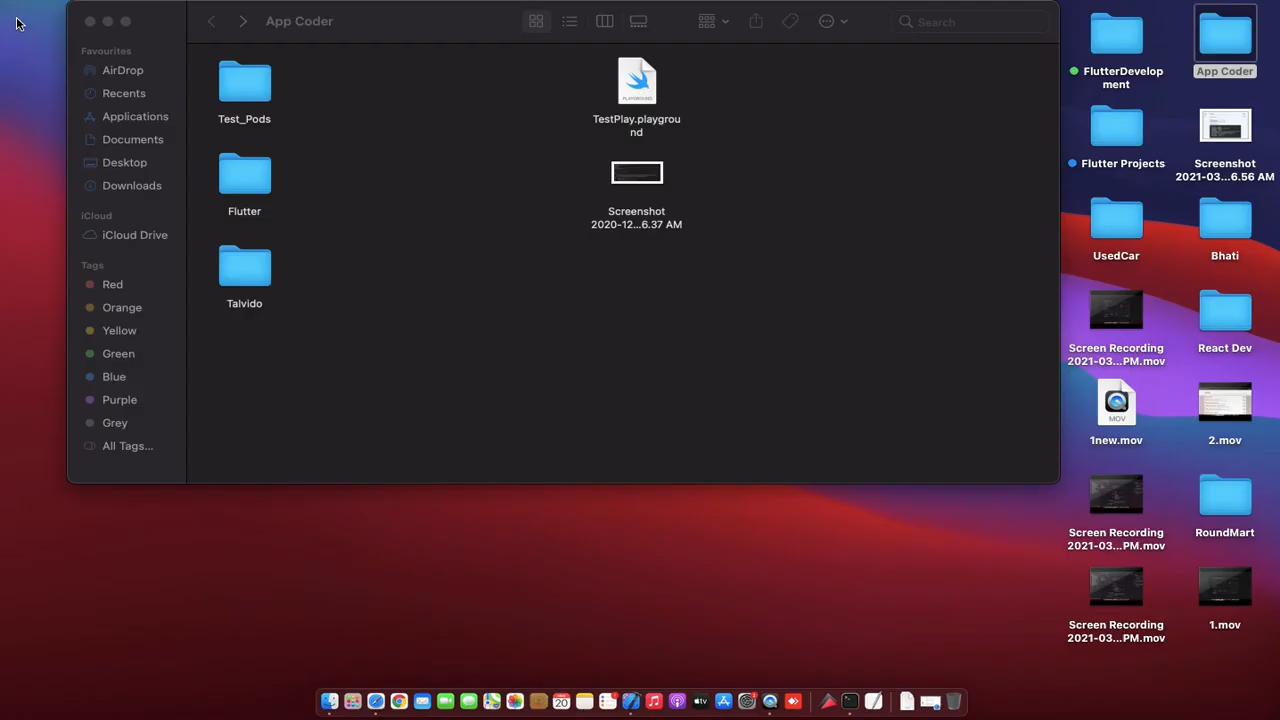 App Coder
Search
Favourites
AirDrop
Recents
Applications
Documents
Desktop
Downloads
iCloud
iCloud Drive
Tags
Red
Orange
Yellow
Green
Blue
Purple
Grey
All Tags...
Test_Pods
Flutter
Talvido
PLAYGROUND
TestPlay.playgrou
nd
Screenshot
2020-12...6.37 AM
FlutterDevelop
ment
App Coder
Flutter Projects
Screenshot
2021-03...6.56 AM
UsedCar
Bhati
Screen Recording
2021-03...PM.mov
React Dev
MOV
1new.mov
2.mov
Screen Recording
2021-03...PM.mov
RoundMart
Screen Recording
2021-03...PM.mov
1.mov
20
tv